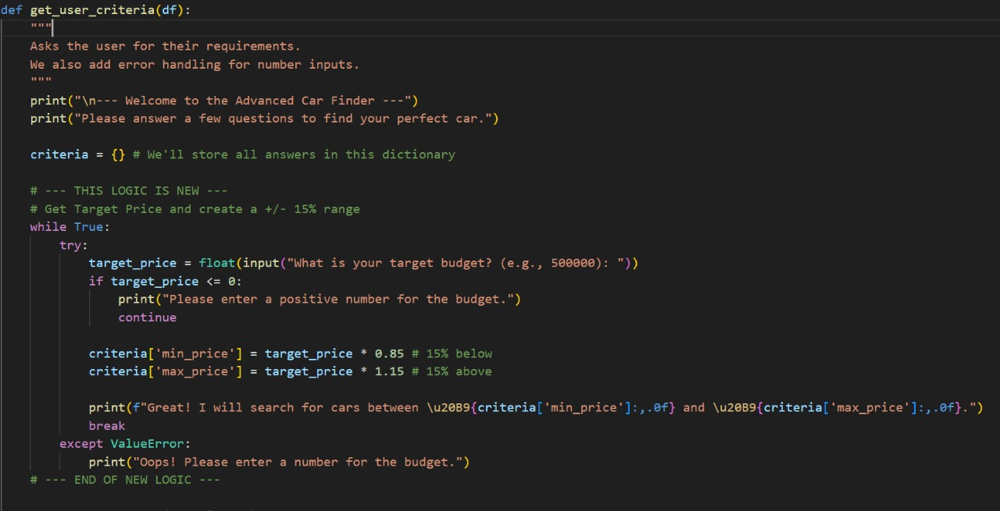 def get_user_criteria(df):
    """
    Asks the user for their requirements.
    We also add error handling for number inputs.
    """
    print("\n--- Welcome to the Advanced Car Finder ---")
    print("Please answer a few questions to find your perfect car.")

    criteria = {} # We'll store all answers in this dictionary

    # --- THIS LOGIC IS NEW ---
    # Get Target Price and create a +/- 15% range
    while True:
        try:
            target_price = float(input("What is your target budget? (e.g., 500000): "))
            if target_price <= 0:
                print("Please enter a positive number for the budget.")
                continue

            criteria['min_price'] = target_price * 0.85 # 15% below
            criteria['max_price'] = target_price * 1.15 # 15% above

            print(f"Great! I will search for cars between \u20B9{criteria['min_price']:,.0f} and \u20B9{criteria['max_price']:,.0f}.")
            break
        except ValueError:
            print("Oops! Please enter a number for the budget.")
    # --- END OF NEW LOGIC ---